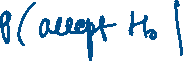 P(accept H₀ |